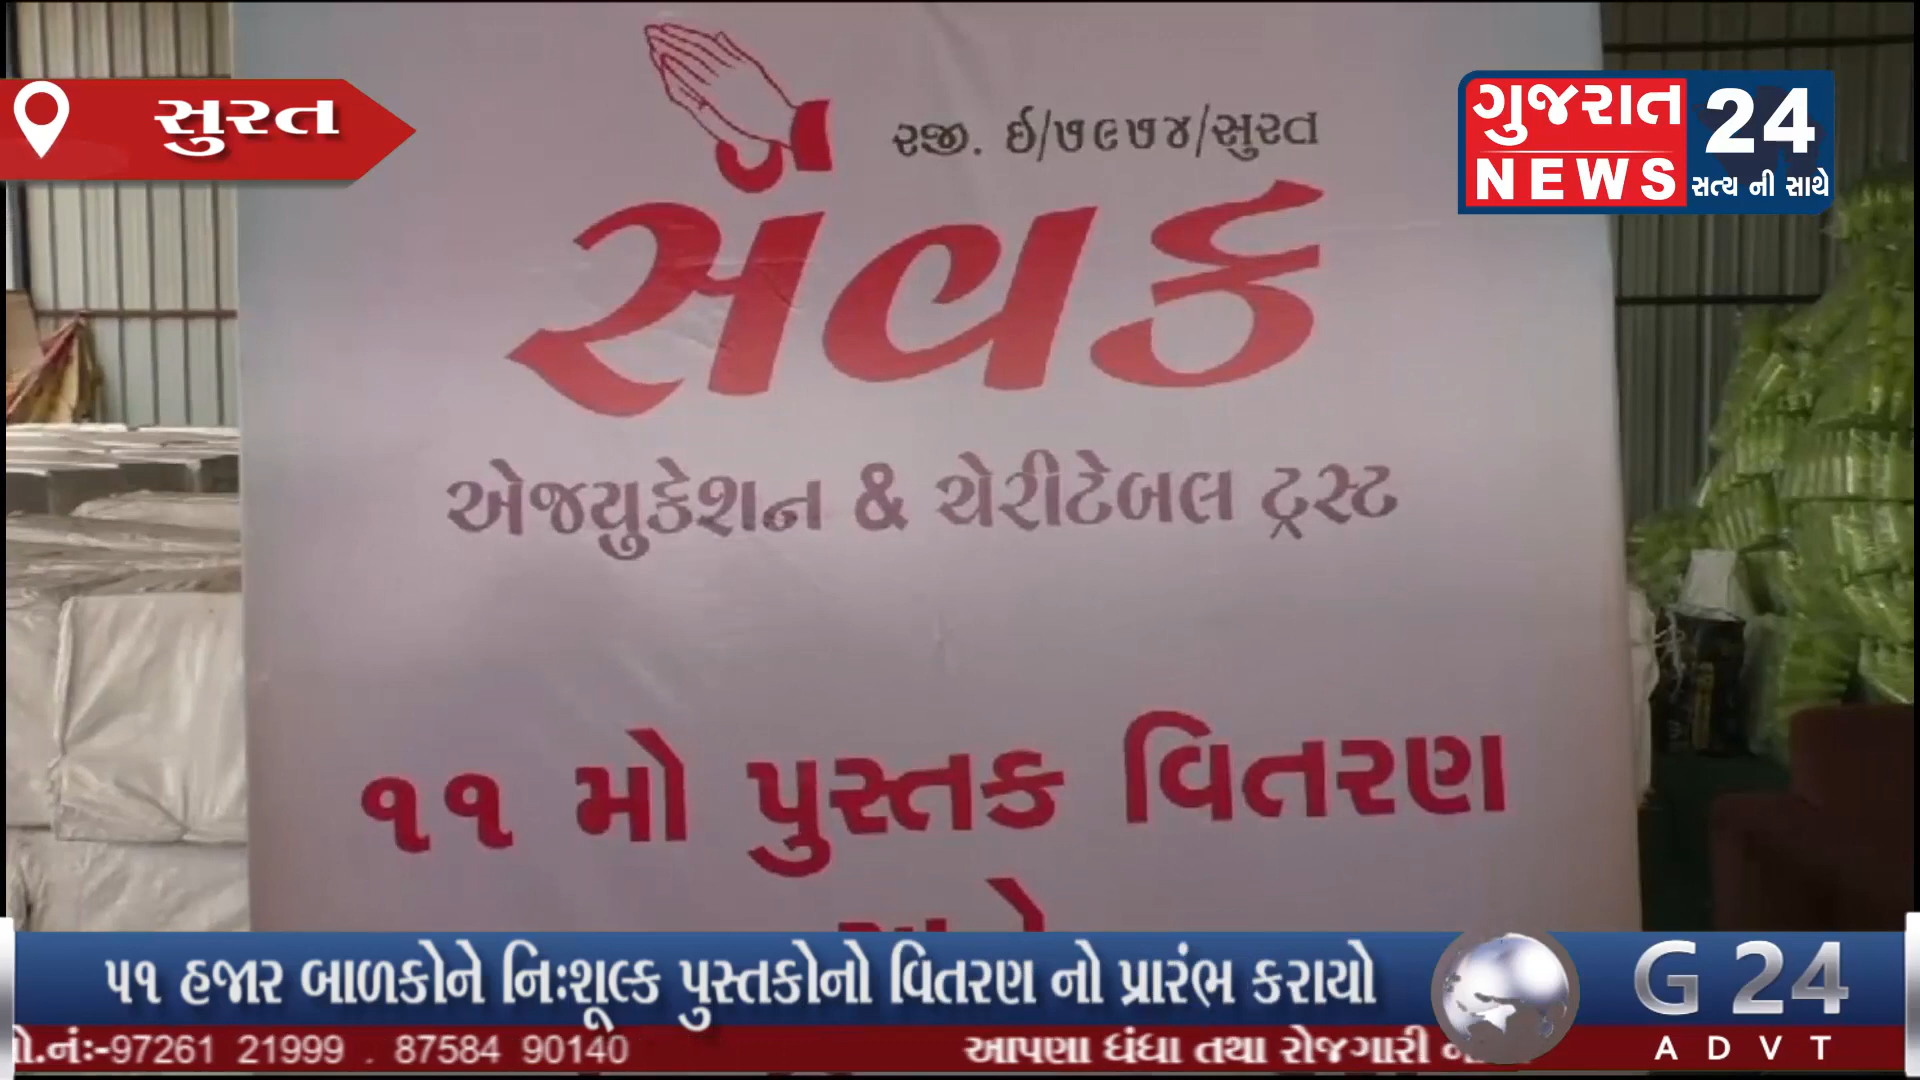 સુરત
ગુજરાત
NEWS
24
સત્ય ની સાથે
રજી. ઈ/૭૯૭૪/સુરત
સેવક
એજ્યુકેશન & ચેરીટેબલ ટ્રસ્ટ
૧૧ મો પુસ્તક વિતરણ
૫૧ હજાર બાળકોને નિઃશૂલ્ક પુસ્તકોનો વિતરણ નો પ્રારંભ કરાયો
G 24
ADVT
મો.નંઃ-97261 21999 . 87584 90140
આપણા ધંધા તથા રોજગારી